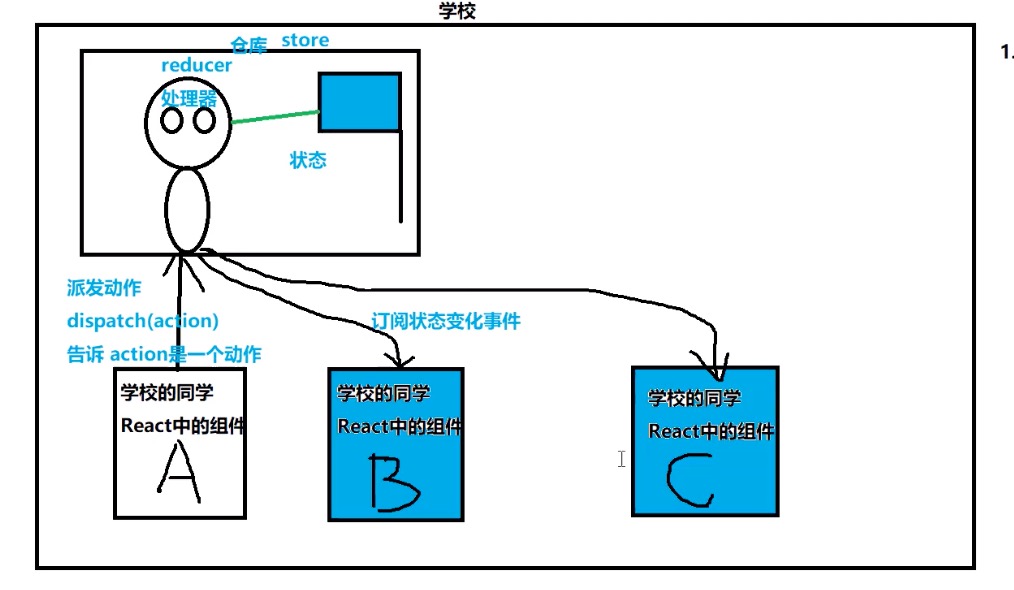 学校
1.
仓库 store
reducer
处理器
状态
派发动作
dispatch(action)
告诉 action是一个动作
订阅状态变化事件
学校的同学
React中的组件
A
学校的同学
React中的组件
B
学校的同学
React中的组件
C